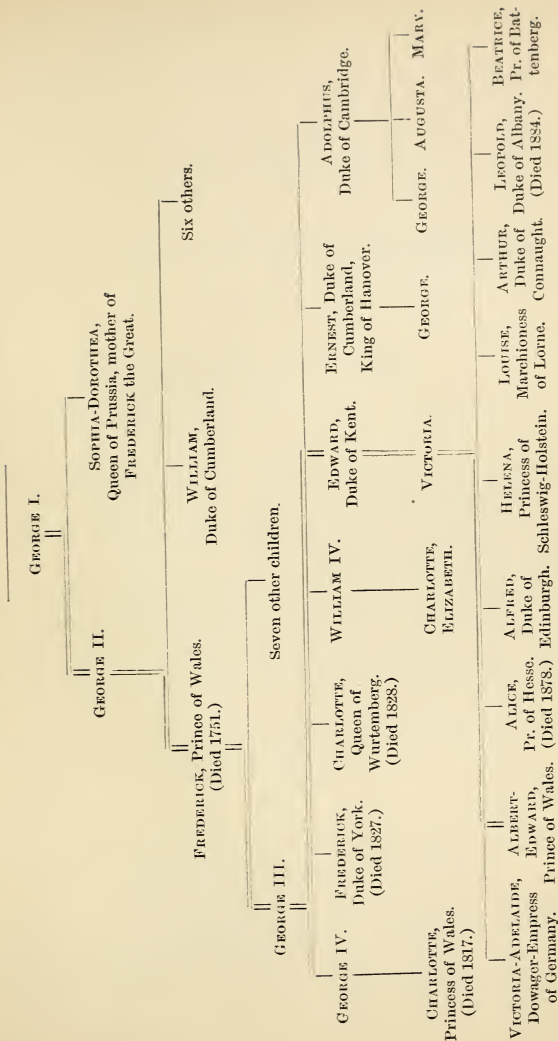 GEORGE I.
GEORGE II.
SOPHIA-DOROTHEA,
Queen of Prussia, mother of
FREDERICK the Great.
FREDERICK, Prince of Wales.
(Died 1751.)
WILLIAM,
Duke of Cumberland.
Six others.
GEORGE III.
Seven other children.
GEORGE IV.
FREDERICK,
Duke of York.
(Died 1827.)
CHARLOTTE,
Queen of
Wurtemberg.
(Died 1828.)
WILLIAM IV.
EDWARD,
Duke of Kent.
ERNEST, Duke of
Cumberland,
King of Hanover.
ADOLPHUS,
Duke of Cambridge.
CHARLOTTE,
Princess of Wales.
(Died 1817.)
CHARLOTTE,
ELIZABETH.
VICTORIA.
GEORGE.
GEORGE. AUGUSTA. MARY.
VICTORIA-ADELAIDE,
Dowager-Empress
of Germany.
ALBERT-
EDWARD,
Prince of Wales.
ALICE,
Pr. of Hesse.
(Died 1878.)
ALFRED,
Duke of
Edinburgh.
HELENA,
Princess of
Schleswig-Holstein.
LOUISE,
Marchioness
of Lorne.
ARTHUR,
Duke of
Connaught.
LEOPOLD,
Duke of Albany.
(Died 1884.)
BEATRICE,
Pr. of Bat-
tenberg.